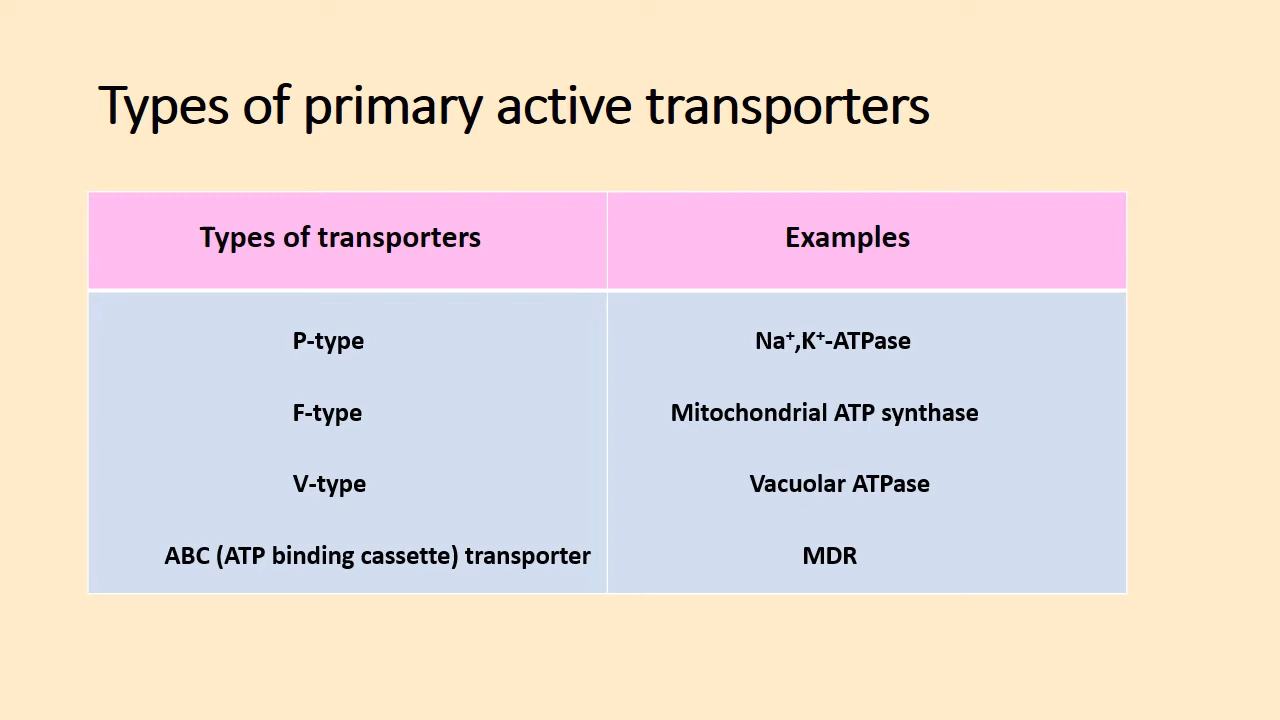 Types of primary active transporters
Types of transporters
Examples
P-type
Na⁺,K⁺-ATPase
F-type
Mitochondrial ATP synthase
V-type
Vacuolar ATPase
ABC (ATP binding cassette) transporter
MDR